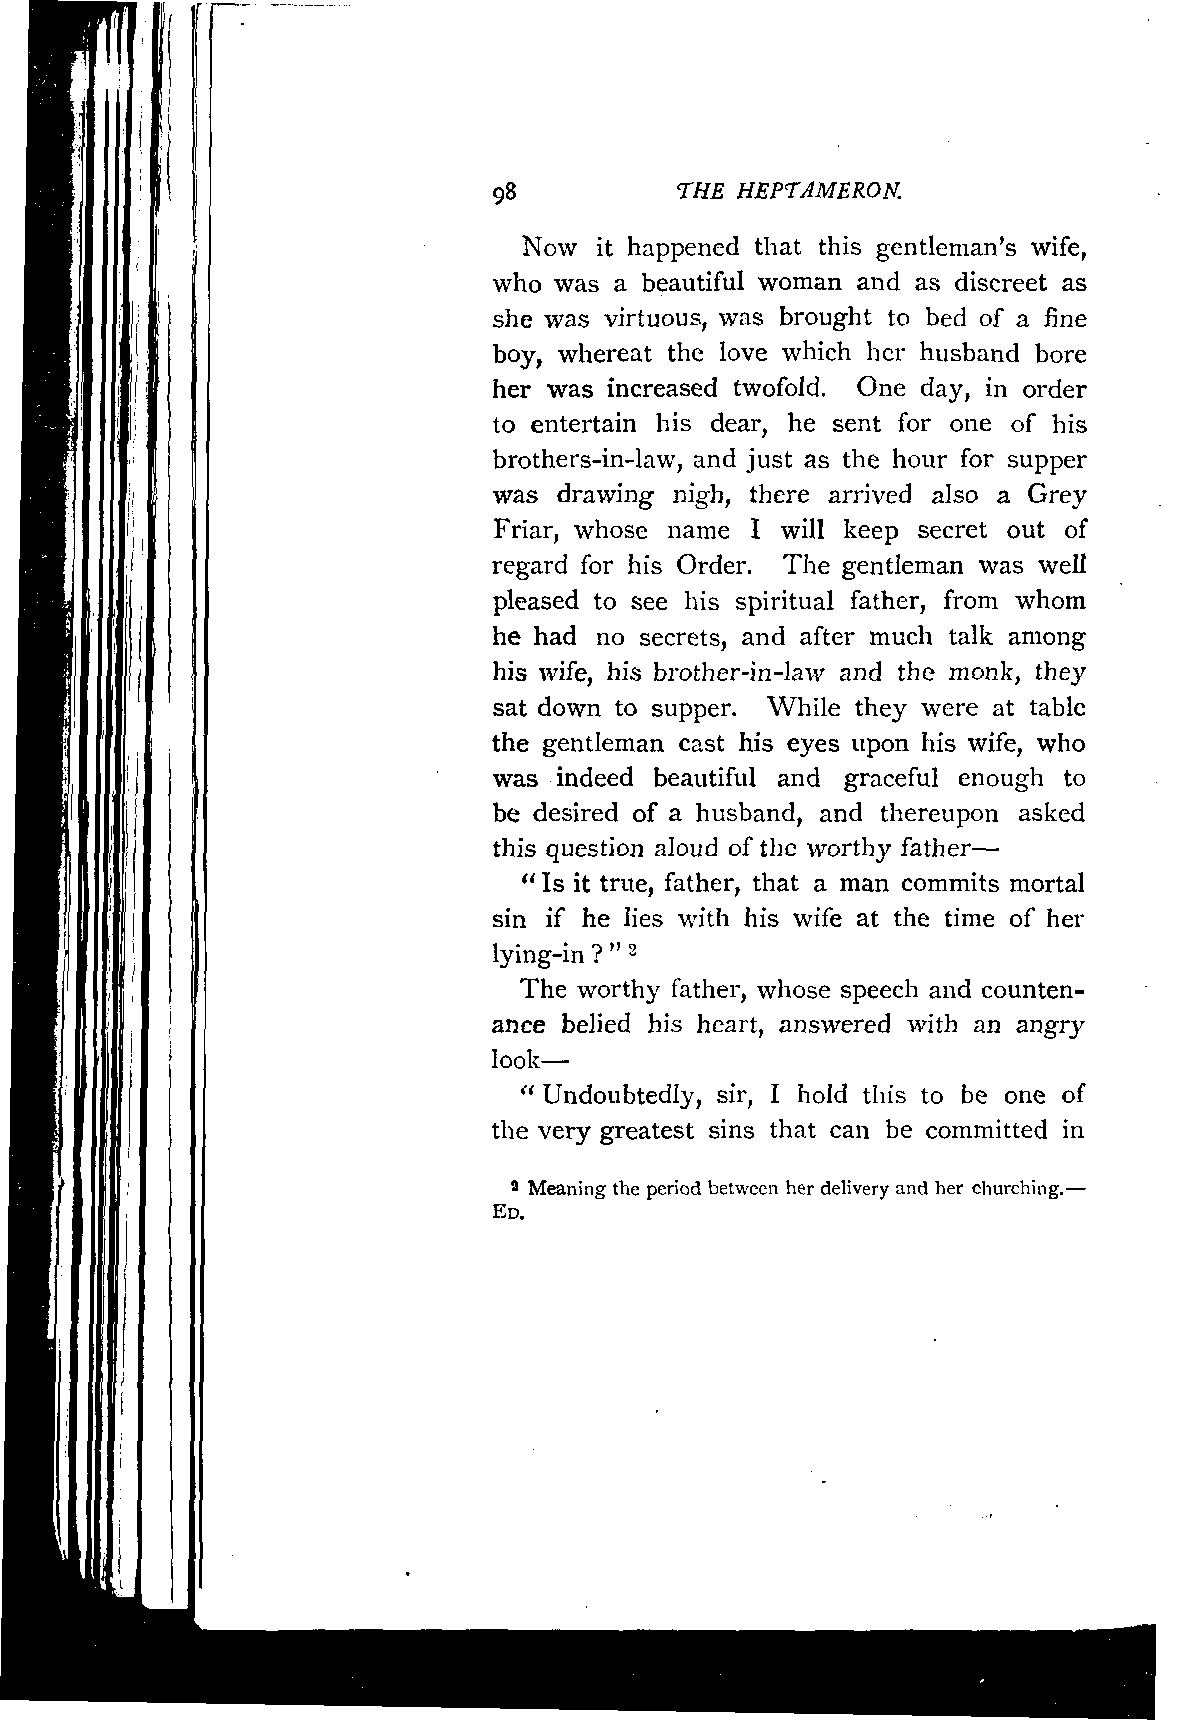 98 THE HEPTAMERON.
Now it happened that this gentleman's wife,
who was a beautiful woman and as discreet as
she was virtuous, was brought to bed of a fine
boy, whereat the love which her husband bore
her was increased twofold. One day, in order
to entertain his dear, he sent for one of his
brothers-in-law, and just as the hour for supper
was drawing nigh, there arrived also a Grey
Friar, whose name I will keep secret out of
regard for his Order. The gentleman was well
pleased to see his spiritual father, from whom
he had no secrets, and after much talk among
his wife, his brother-in-law and the monk, they
sat down to supper. While they were at table
the gentleman cast his eyes upon his wife, who
was indeed beautiful and graceful enough to
be desired of a husband, and thereupon asked
this question aloud of the worthy father—
"Is it true, father, that a man commits mortal
sin if he lies with his wife at the time of her
lying-in?" 2
The worthy father, whose speech and counten-
ance belied his heart, answered with an angry
look—
"Undoubtedly, sir, I hold this to be one of
the very greatest sins that can be committed in
2 Meaning the period between her delivery and her churching.—
ED.